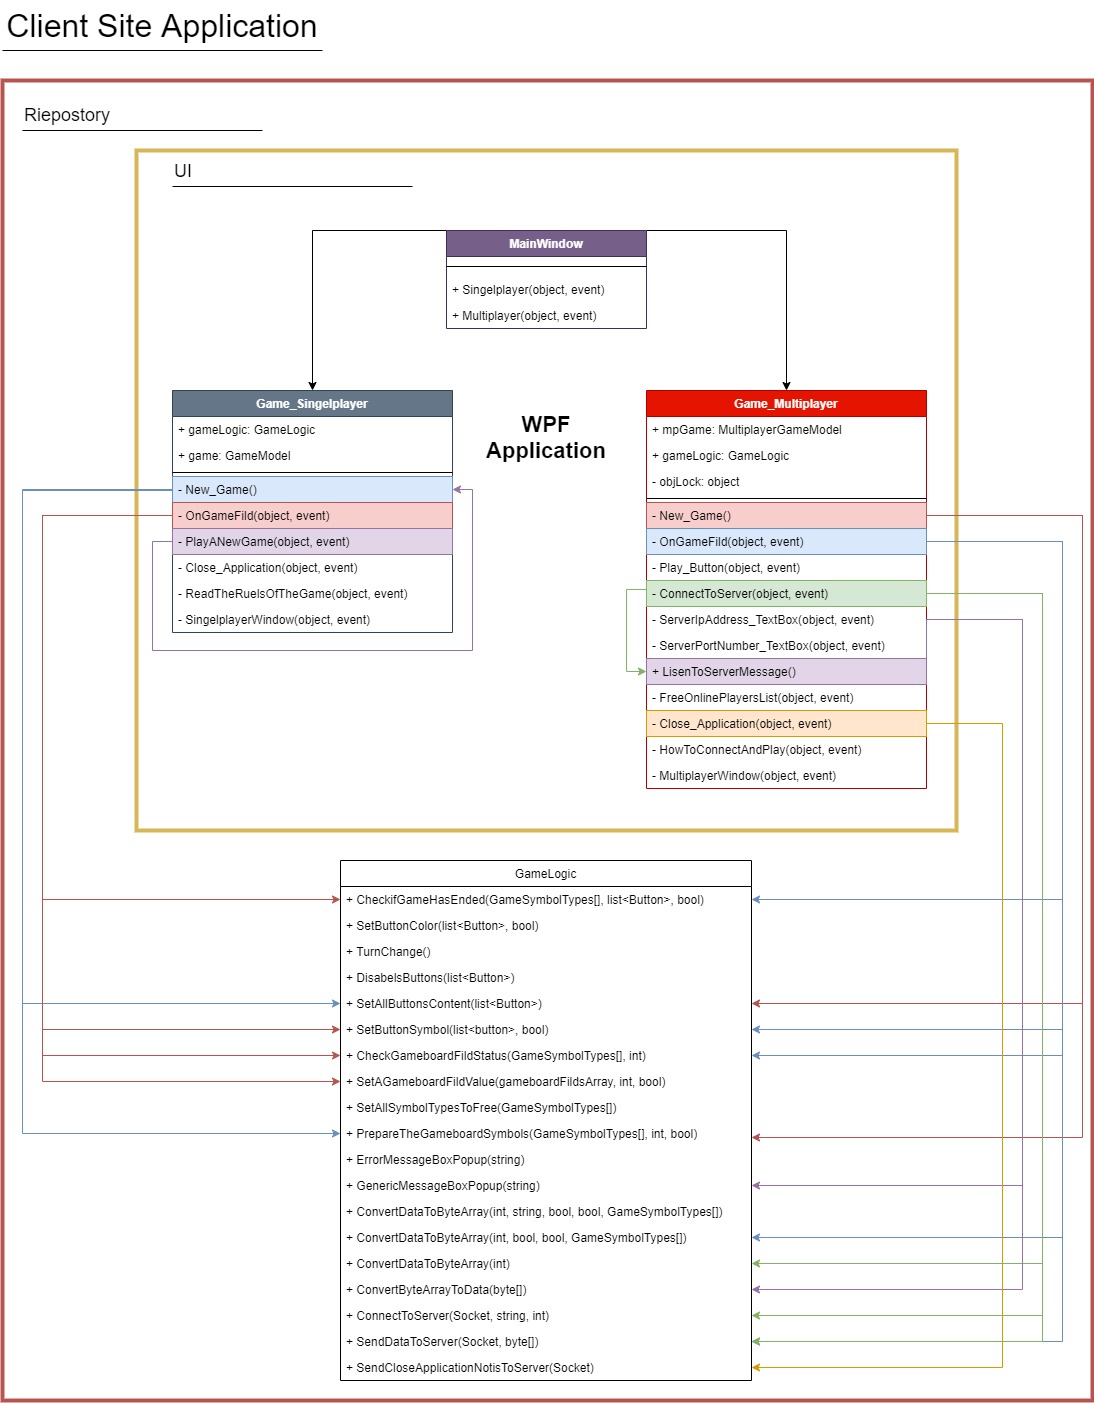 Client Site Application
Riepostory
UI
MainWindow
+ Singelplayer(object, event)
+ Multiplayer(object, event)
Game_Singelplayer
+ gameLogic: GameLogic
+ game: GameModel
- New_Game()
- OnGameFild(object, event)
- PlayANewGame(object, event)
- Close_Application(object, event)
- ReadTheRuelsOfTheGame(object, event)
- SingelplayerWindow(object, event)
WPF
Application
Game_Multiplayer
+ mpGame: MultiplayerGameModel
+ gameLogic: GameLogic
- objLock: object
- New_Game()
- OnGameFild(object, event)
- Play_Button(object, event)
- ConnectToServer(object, event)
- ServerIpAddress_TextBox(object, event)
- ServerPortNumber_TextBox(object, event)
+ LisenToServerMessage()
- FreeOnlinePlayersList(object, event)
- Close_Application(object, event)
- HowToConnectAndPlay(object, event)
- MultiplayerWindow(object, event)
GameLogic
+ CheckifGameHasEnded(GameSymbolTypes[], list<Button>, bool)
+ SetButtonColor(list<Button>, bool)
+ TurnChange()
+ DisabelsButtons(list<Button>)
+ SetAllButtonsContent(list<Button>)
+ SetButtonSymbol(list<button>, bool)
+ CheckGameboardFildStatus(GameSymbolTypes[], int)
+ SetAGameboardFildValue(gameboardFildsArray, int, bool)
+ SetAllSymbolTypesToFree(GameSymbolTypes[])
+ PrepareTheGameboardSymbols(GameSymbolTypes[], int, bool)
+ ErrorMessageBoxPopup(string)
+ GenericMessageBoxPopup(string)
+ ConvertDataToByteArray(int, string, bool, bool, GameSymbolTypes[])
+ ConvertDataToByteArray(int, bool, bool, GameSymbolTypes[])
+ ConvertDataToByteArray(int)
+ ConvertByteArrayToData(byte[])
+ ConnectToServer(Socket, string, int)
+ SendDataToServer(Socket, byte[])
+ SendCloseApplicationNotisToServer(Socket)